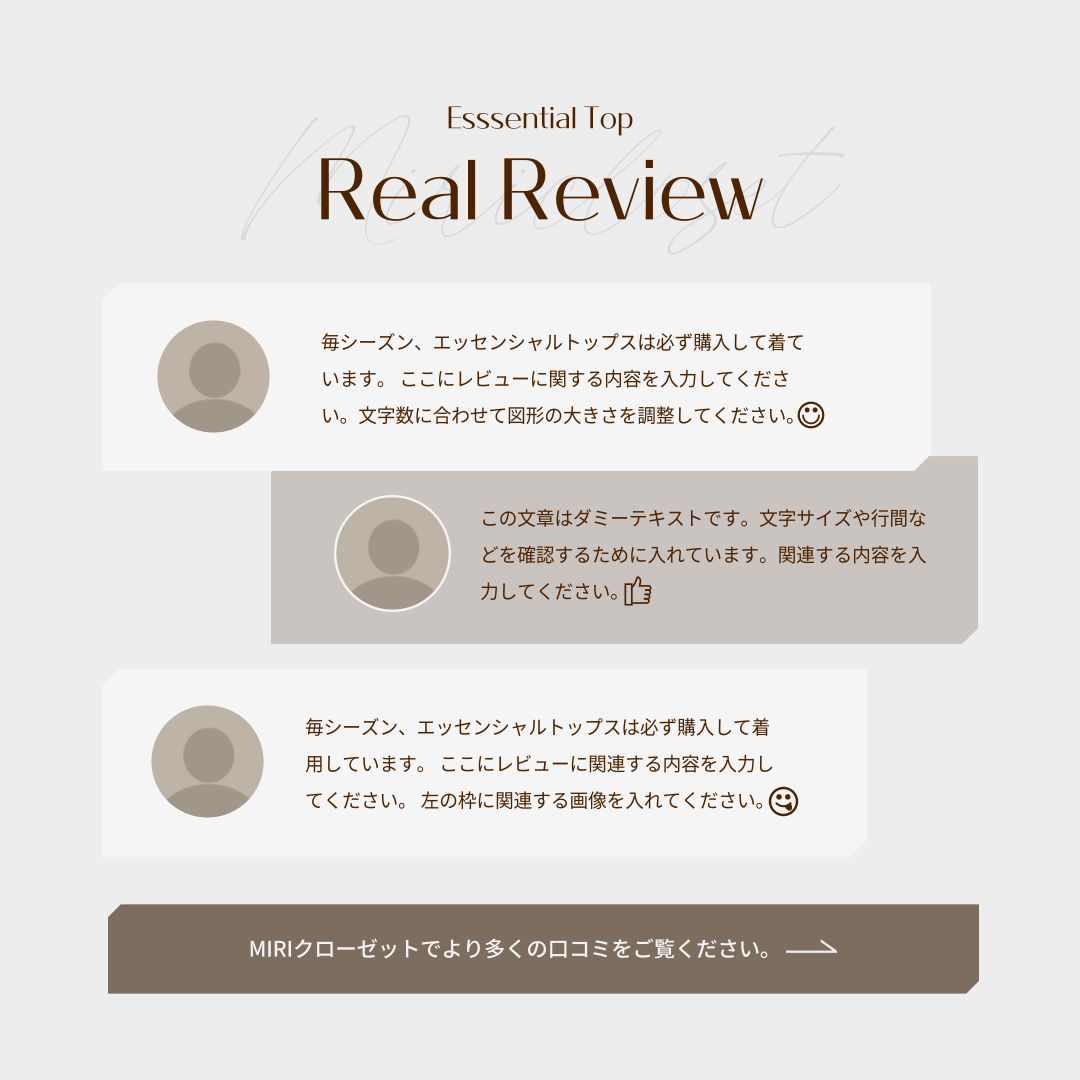 Esssential Top
Real Review
毎シーズン、エッセンシャルトップスは必ず購入して着て
います。 ここにレビューに関する内容を入力してくださ
い。文字数に合わせて図形の大きさを調整してください。
この文章はダミーテキストです。文字サイズや行間な
どを確認するために入れています。関連する内容を入
力してください。
毎シーズン、エッセンシャルトップスは必ず購入して着
用しています。 ここにレビューに関連する内容を入力し
てください。 左の枠に関連する画像を入れてください。
MIRIクローゼットでより多くの口コミをご覧ください。